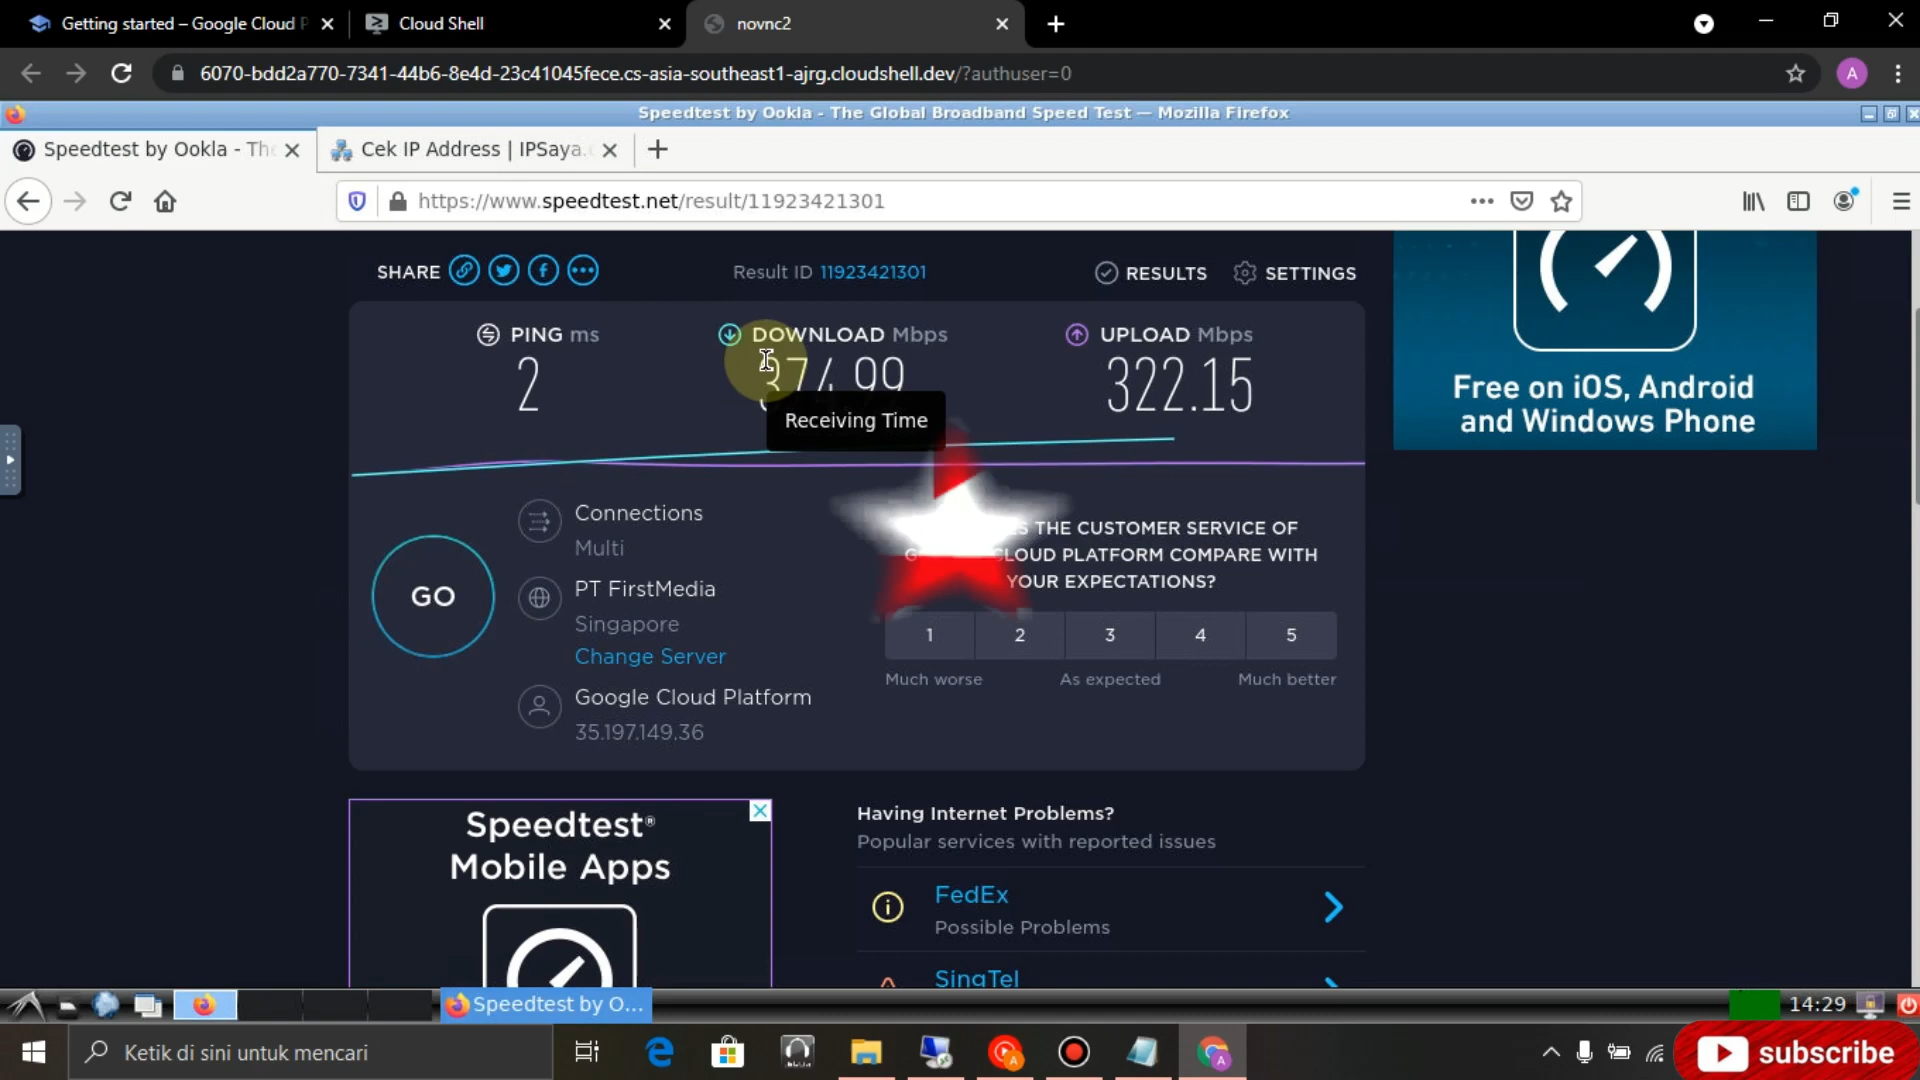 Getting started – Google Cloud P
Cloud Shell
novnc2
6070-bdd2a770-7341-44b6-8e4d-23c41045fece.cs-asia-southeast1-ajrg.cloudshell.dev/?authuser=0
A
Speedtest by Ookla - The Global Broadband Speed Test — Mozilla Firefox
Speedtest by Ookla - The
Cek IP Address | IPSaya.
https://www.speedtest.net/result/11923421301
SHARE
Result ID 11923421301
RESULTS
SETTINGS
PING ms
2
DOWNLOAD Mbps
374.99
UPLOAD Mbps
322.15
Receiving Time
Free on iOS, Android
and Windows Phone
GO
Connections
Multi
PT FirstMedia
Singapore
Change Server
Google Cloud Platform
35.197.149.36
THE CUSTOMER SERVICE OF
CLOUD PLATFORM COMPARE WITH
YOUR EXPECTATIONS?
1 2 3 4 5
Much worse As expected Much better
Speedtest®
Mobile Apps
Having Internet Problems?
Popular services with reported issues
FedEx
Possible Problems
SingTel
Speedtest by O...
14:29
Ketik di sini untuk mencari
subscribe